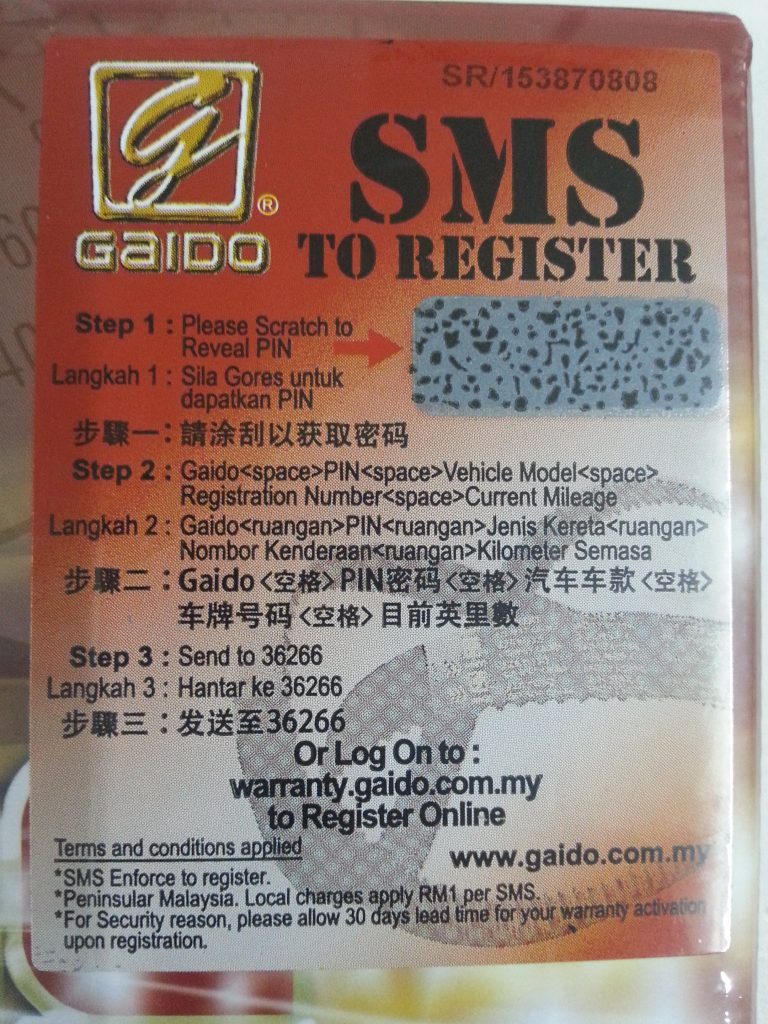 SR/153870808
g
GAIDO ®
SMS
TO REGISTER
Step 1 : Please Scratch to
Reveal PIN
Langkah 1 : Sila Gores untuk
dapatkan PIN
步驟一：請涂刮以获取密码
Step 2 : Gaido<space>PIN<space>Vehicle Model<space>
Registration Number<space>Current Mileage
Langkah 2 : Gaido<ruangan>PIN<ruangan>Jenis Kereta<ruangan>
Nombor Kenderaan<ruangan>Kilometer Semasa
步驟二：Gaido <空格> PIN密码 <空格> 汽车车款 <空格>
车牌号码 <空格> 目前英里數
Step 3 : Send to 36266
Langkah 3 : Hantar ke 36266
步驟三：发送至36266
Or Log On to :
warranty.gaido.com.my
to Register Online
Terms and conditions applied
www.gaido.com.my
*SMS Enforce to register.
*Peninsular Malaysia. Local charges apply RM1 per SMS.
*For Security reason, please allow 30 days lead time for your warranty activation
upon registration.